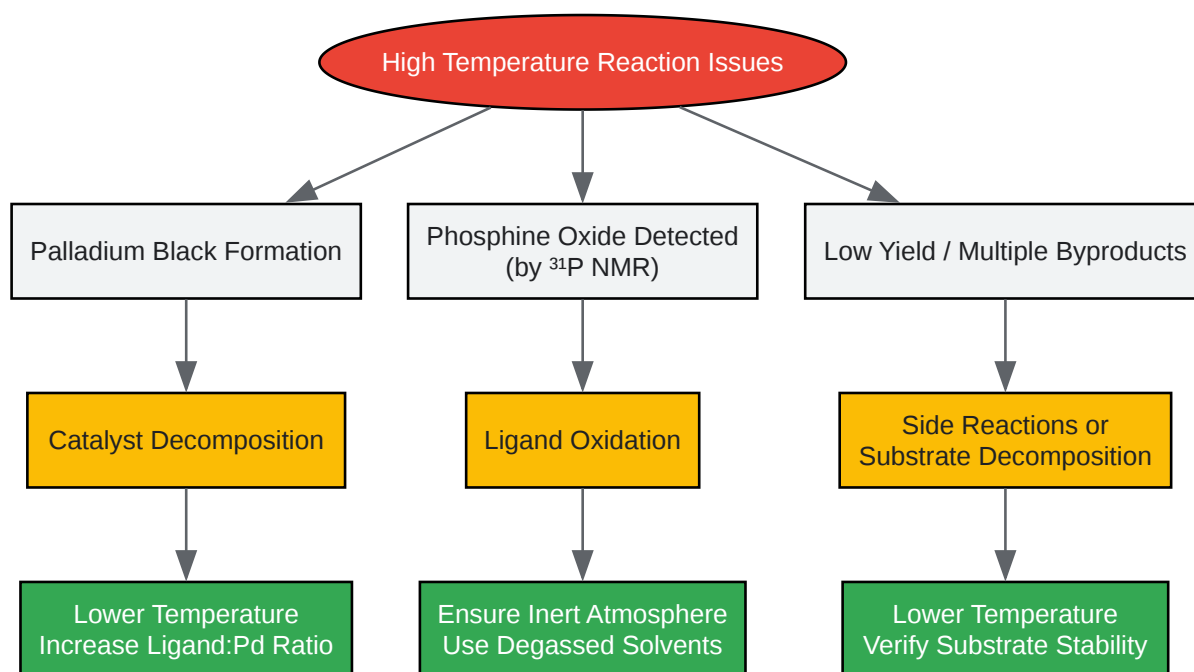 High Temperature Reaction Issues
Palladium Black Formation
Phosphine Oxide Detected
(by ³¹P NMR)
Low Yield / Multiple Byproducts
Catalyst Decomposition
Ligand Oxidation
Side Reactions or
Substrate Decomposition
Lower Temperature
Increase Ligand:Pd Ratio
Ensure Inert Atmosphere
Use Degassed Solvents
Lower Temperature
Verify Substrate Stability